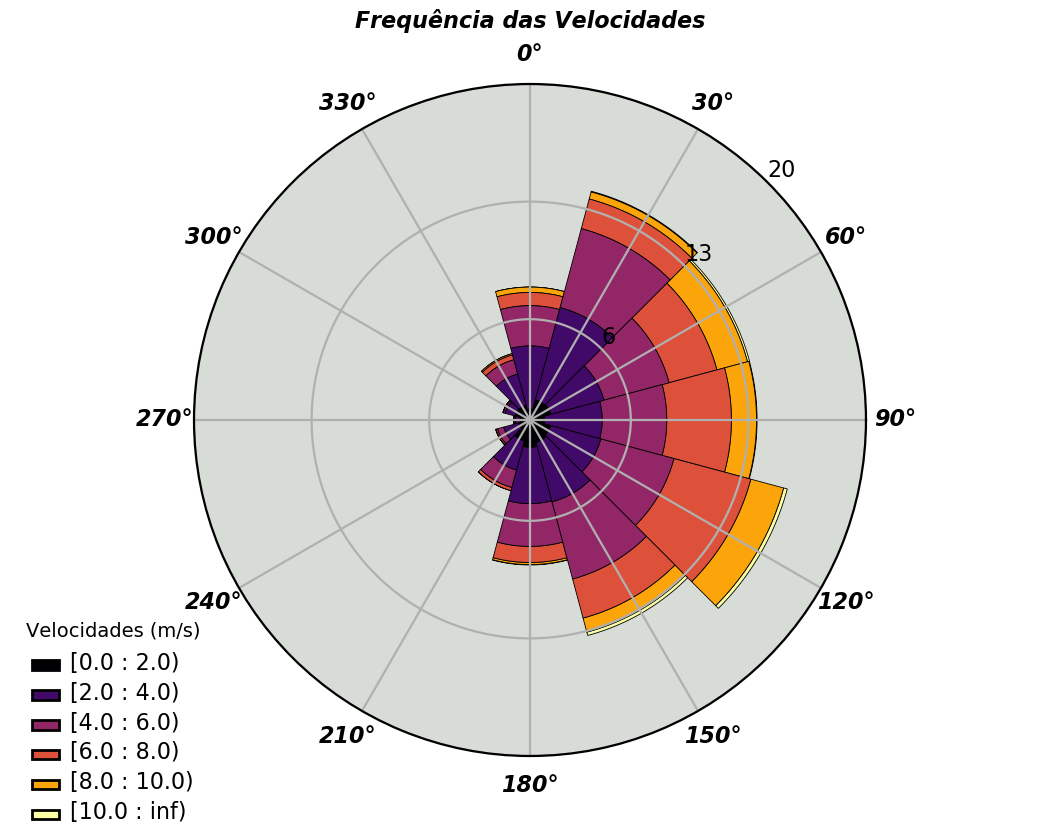 Frequência das Velocidades
0°
330°
30°
20
300°
60°
13
6
270°
90°
240°
120°
210°
150°
180°
Velocidades (m/s)
[0.0 : 2.0)
[2.0 : 4.0)
[4.0 : 6.0)
[6.0 : 8.0)
[8.0 : 10.0)
[10.0 : inf)